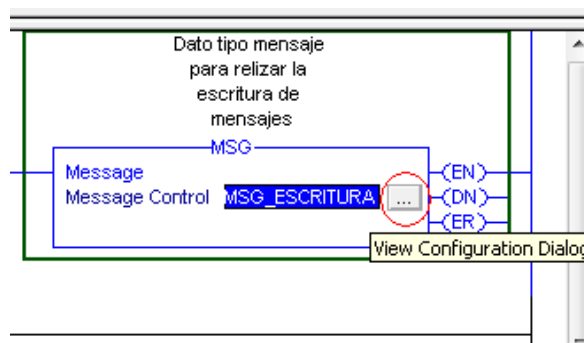 Dato tipo mensaje
para relizar la
escritura de
mensajes
MSG
Message
Message Control MSG_ESCRITURA ...
(EN)
(DN)
(ER)
View Configuration Dialog